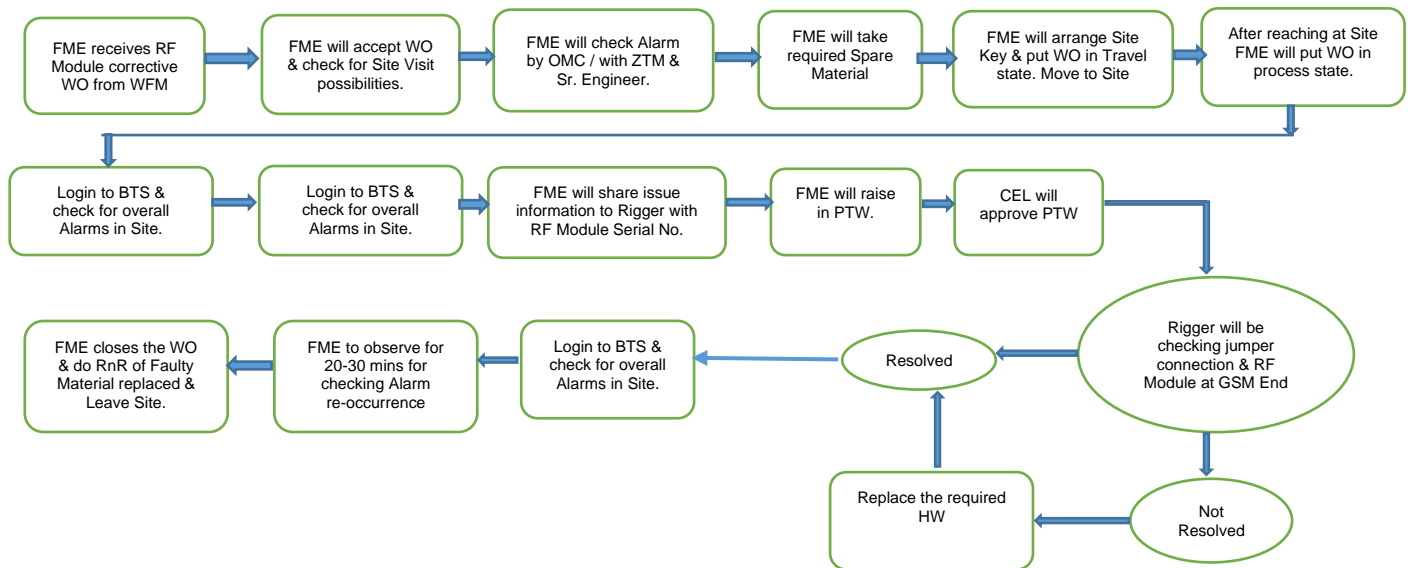 FME receives RF
Module corrective
WO from WFM
FME will accept WO
& check for Site Visit
possibilities.
FME will check Alarm
by OMC / with ZTM &
Sr. Engineer.
FME will take
required Spare
Material
FME will arrange Site
Key & put WO in Travel
state. Move to Site
After reaching at Site
FME will put WO in
process state.
Login to BTS &
check for overall
Alarms in Site.
Login to BTS &
check for overall
Alarms in Site.
FME will share issue
information to Rigger with
RF Module Serial No.
FME will raise
in PTW.
CEL will
approve PTW
Rigger will be
checking jumper
connection & RF
Module at GSM End
Resolved
Login to BTS &
check for overall
Alarms in Site.
FME to observe for
20-30 mins for
checking Alarm
re-occurrence
FME closes the WO
& do RnR of Faulty
Material replaced &
Leave Site.
Not
Resolved
Replace the required
HW